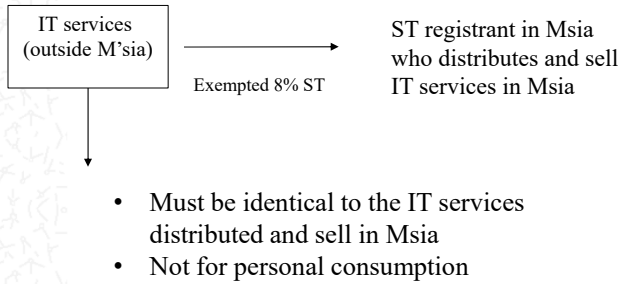 IT services
(outside M'sia)
Exempted 8% ST
ST registrant in Msia
who distributes and sell
IT services in Msia
• Must be identical to the IT services
distributed and sell in Msia
• Not for personal consumption